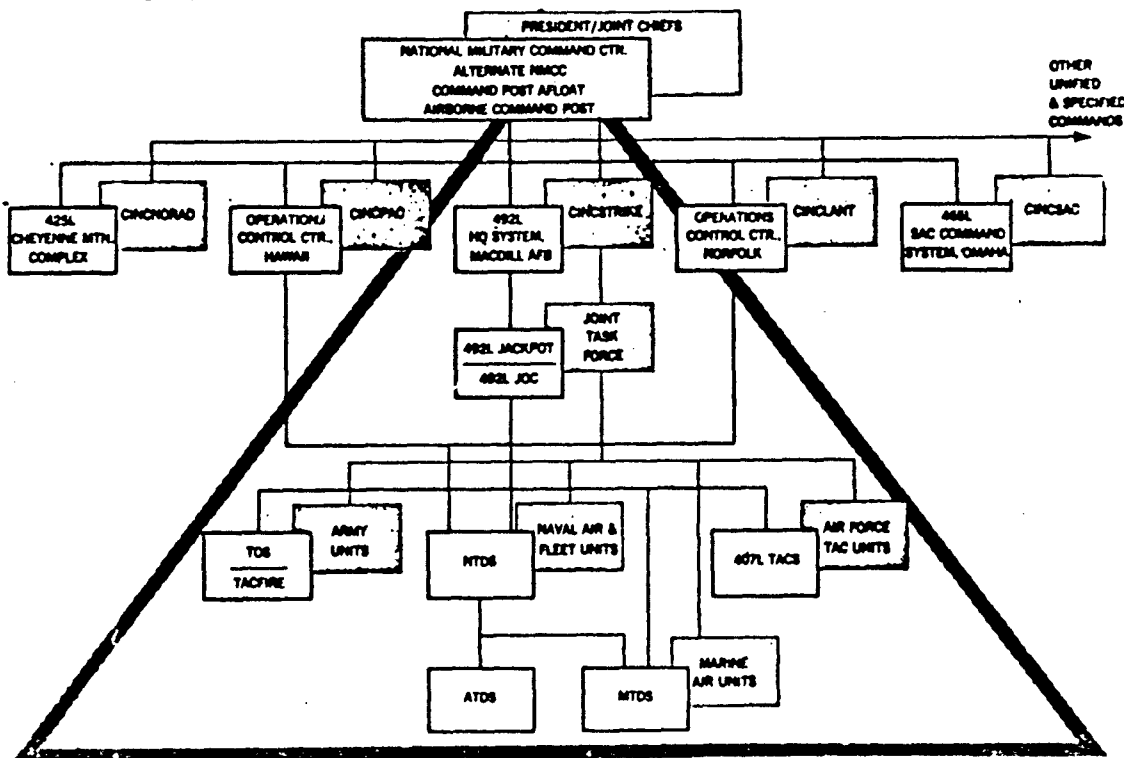 PRESIDENT/JOINT CHIEFS
NATIONAL MILITARY COMMAND CTR.
ALTERNATE NMCC
COMMAND POST AFLOAT
AIRBORNE COMMAND POST
OTHER
UNIFIED
& SPECIFIED
COMMANDS
425L
CHEYENNE MTN.
COMPLEX
CINCNORAD
OPERATIONS
CONTROL CTR.,
HAWAII
CINCPAC
492L
HQ SYSTEM,
MACDILL AFB
CINCSTRIKE
OPERATIONS
CONTROL CTR.,
NORFOLK
CINCLANT
465L
SAC COMMAND
SYSTEM, OMAHA
CINCSAC
492L JACKPOT
492L JOC
JOINT
TASK
FORCE
TOS
TACFIRE
ARMY
UNITS
NTDS
NAVAL AIR &
FLEET UNITS
407L TACS
AIR FORCE
TAC UNITS
ATDS
MTDS
MARINE
AIR UNITS